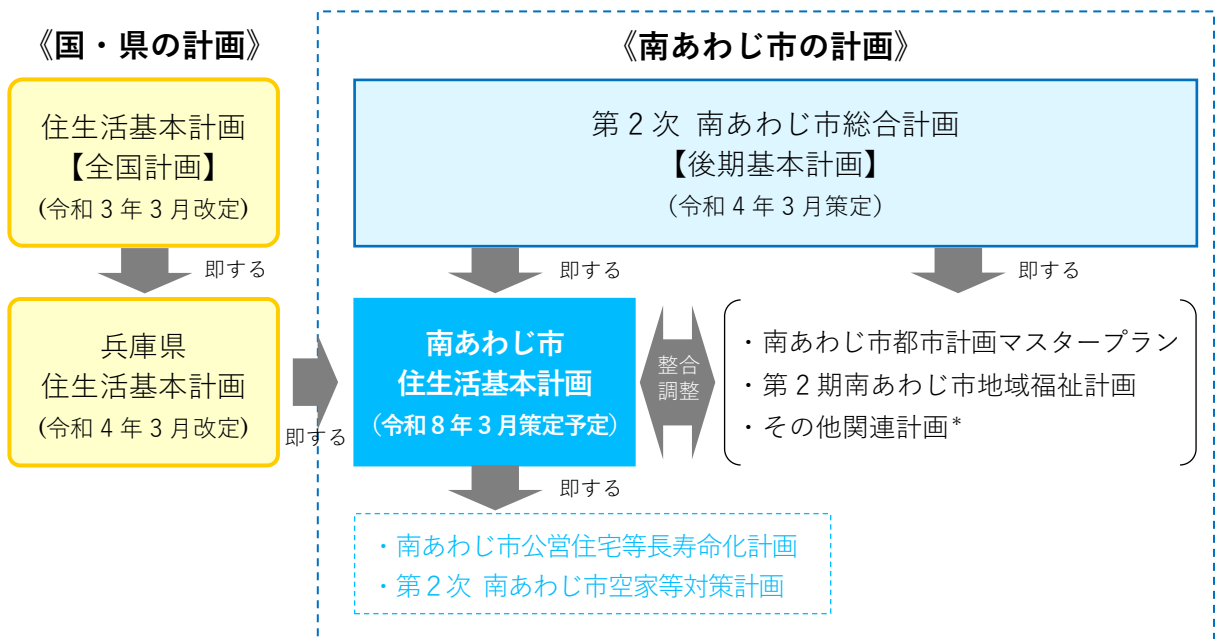 《国・県の計画》
住生活基本計画
【全国計画】
(令和3年3月改定)
即する
兵庫県
住生活基本計画
(令和4年3月改定)
即する
《南あわじ市の計画》
第2次 南あわじ市総合計画
【後期基本計画】
(令和4年3月策定)
即する
即する
南あわじ市
住生活基本計画
(令和8年3月策定予定)
整合
調整
・南あわじ市都市計画マスタープラン
・第2期南あわじ市地域福祉計画
・その他関連計画*
即する
・南あわじ市公営住宅等長寿命化計画
・第2次 南あわじ市空家等対策計画